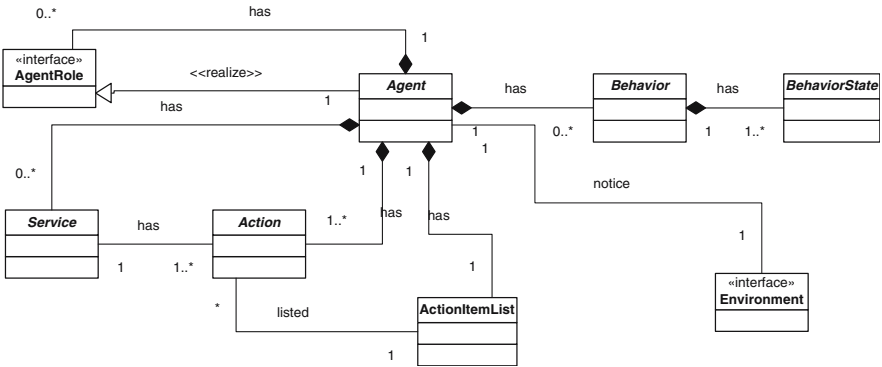 0..*
has
1
«interface»
AgentRole
<<realize>>
1
Agent
has
Behavior
has
BehaviorState
has
1
0..*
1
1..*
1
1
1
0..*
notice
Service
has
Action
1..*
has
has
1
1
1..*
1
«interface»
Environment
*
listed
ActionItemList
1